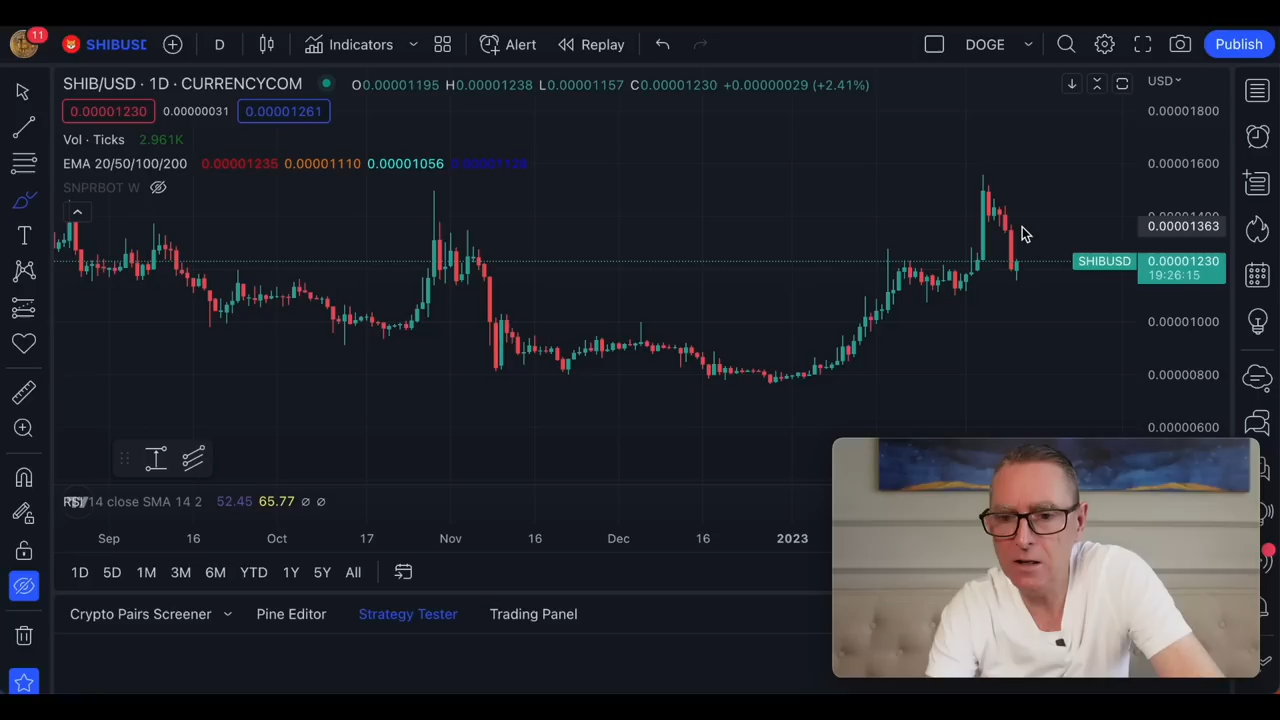 11 SHIBUSD D Indicators Alert Replay DOGE Publish
SHIB/USD · 1D · CURRENCYCOM O0.00001195 H0.00001238 L0.00001157 C0.00001230 +0.00000029 (+2.41%) USD
0.00001230 0.00000031 0.00001261 0.00001800
Vol · Ticks 2.961K
EMA 20/50/100/200 0.00001235 0.00001110 0.00001056 0.00001600
SNPRBOT W
0.00001363
SHIBUSD 0.00001230
19:26:15
0.00001000
0.00000800
0.00000600
14 close SMA 14 2 52.45 65.77 ∅ ∅
Sep 16 Oct 17 Nov 16 Dec 16 2023
1D 5D 1M 3M 6M YTD 1Y 5Y All
Crypto Pairs Screener Pine Editor Strategy Tester Trading Panel